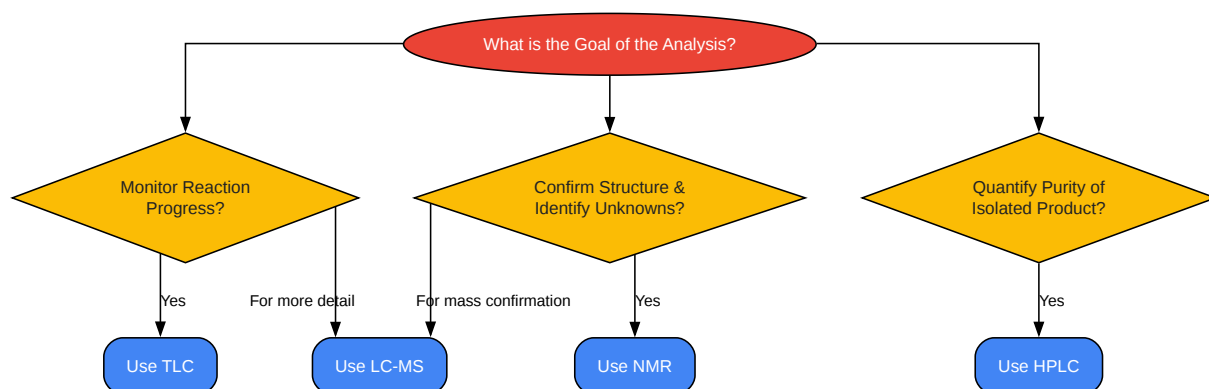 What is the Goal of the Analysis?
Monitor Reaction
Progress?
Confirm Structure &
Identify Unknowns?
Quantify Purity of
Isolated Product?
Yes
For more detail
For mass confirmation
Yes
Yes
Use TLC
Use LC-MS
Use NMR
Use HPLC